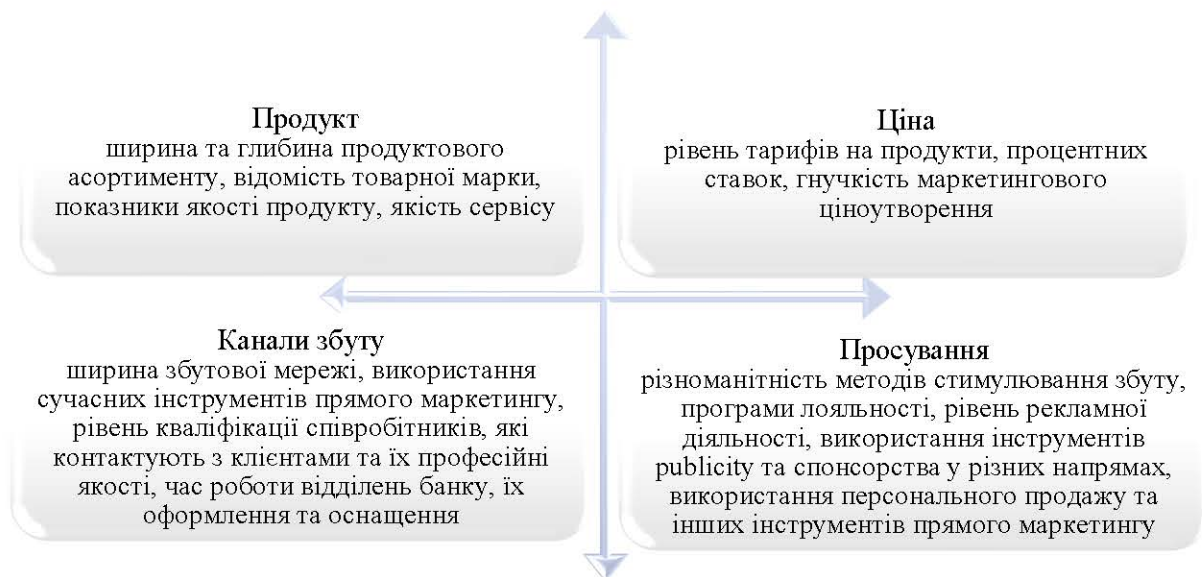 Продукт
ширина та глибина продуктового
асортименту, відомість товарної марки,
показники якості продукту, якість сервісу
Ціна
рівень тарифів на продукти, процентних
ставок, гнучкість маркетингового
ціноутворення
Канали збуту
ширина збутової мережі, використання
сучасних інструментів прямого маркетингу,
рівень кваліфікації співробітників, які
контактують з клієнтами та їх професійні
якості, час роботи відділень банку, їх
оформлення та оснащення
Просування
різноманітність методів стимулювання збуту,
програми лояльності, рівень рекламної
діяльності, використання інструментів
publicity та спонсорства у різних напрямах,
використання персонального продажу та
інших інструментів прямого маркетингу